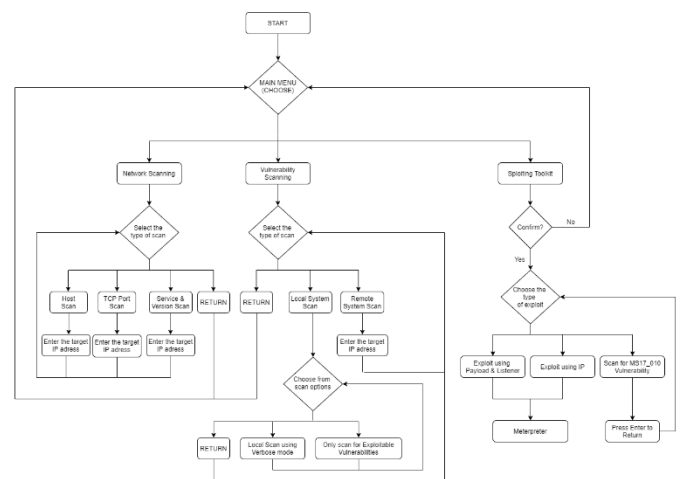 START
MAIN MENU
(CHOOSE)
Network Scanning
Vulnerability
Scanning
Sploiting Toolkit
Select the
type of scan
Select the
type of scan
Confirm?
No
Yes
Host
Scan
TCP Port
Scan
Service &
Version Scan
RETURN
RETURN
Local System
Scan
Remote
System Scan
Choose the
type
of exploit
Enter the target
IP adress
Enter the target
IP adress
Enter the target
IP adress
Enter the target
IP adress
Exploit using
Payload & Listener
Exploit using IP
Scan for MS17_010
Vulnerability
Choose from
scan options
Meterpreter
Press Enter to
Return
RETURN
Local Scan using
Verbose mode
Only scan for Exploitable
Vulnerabilities